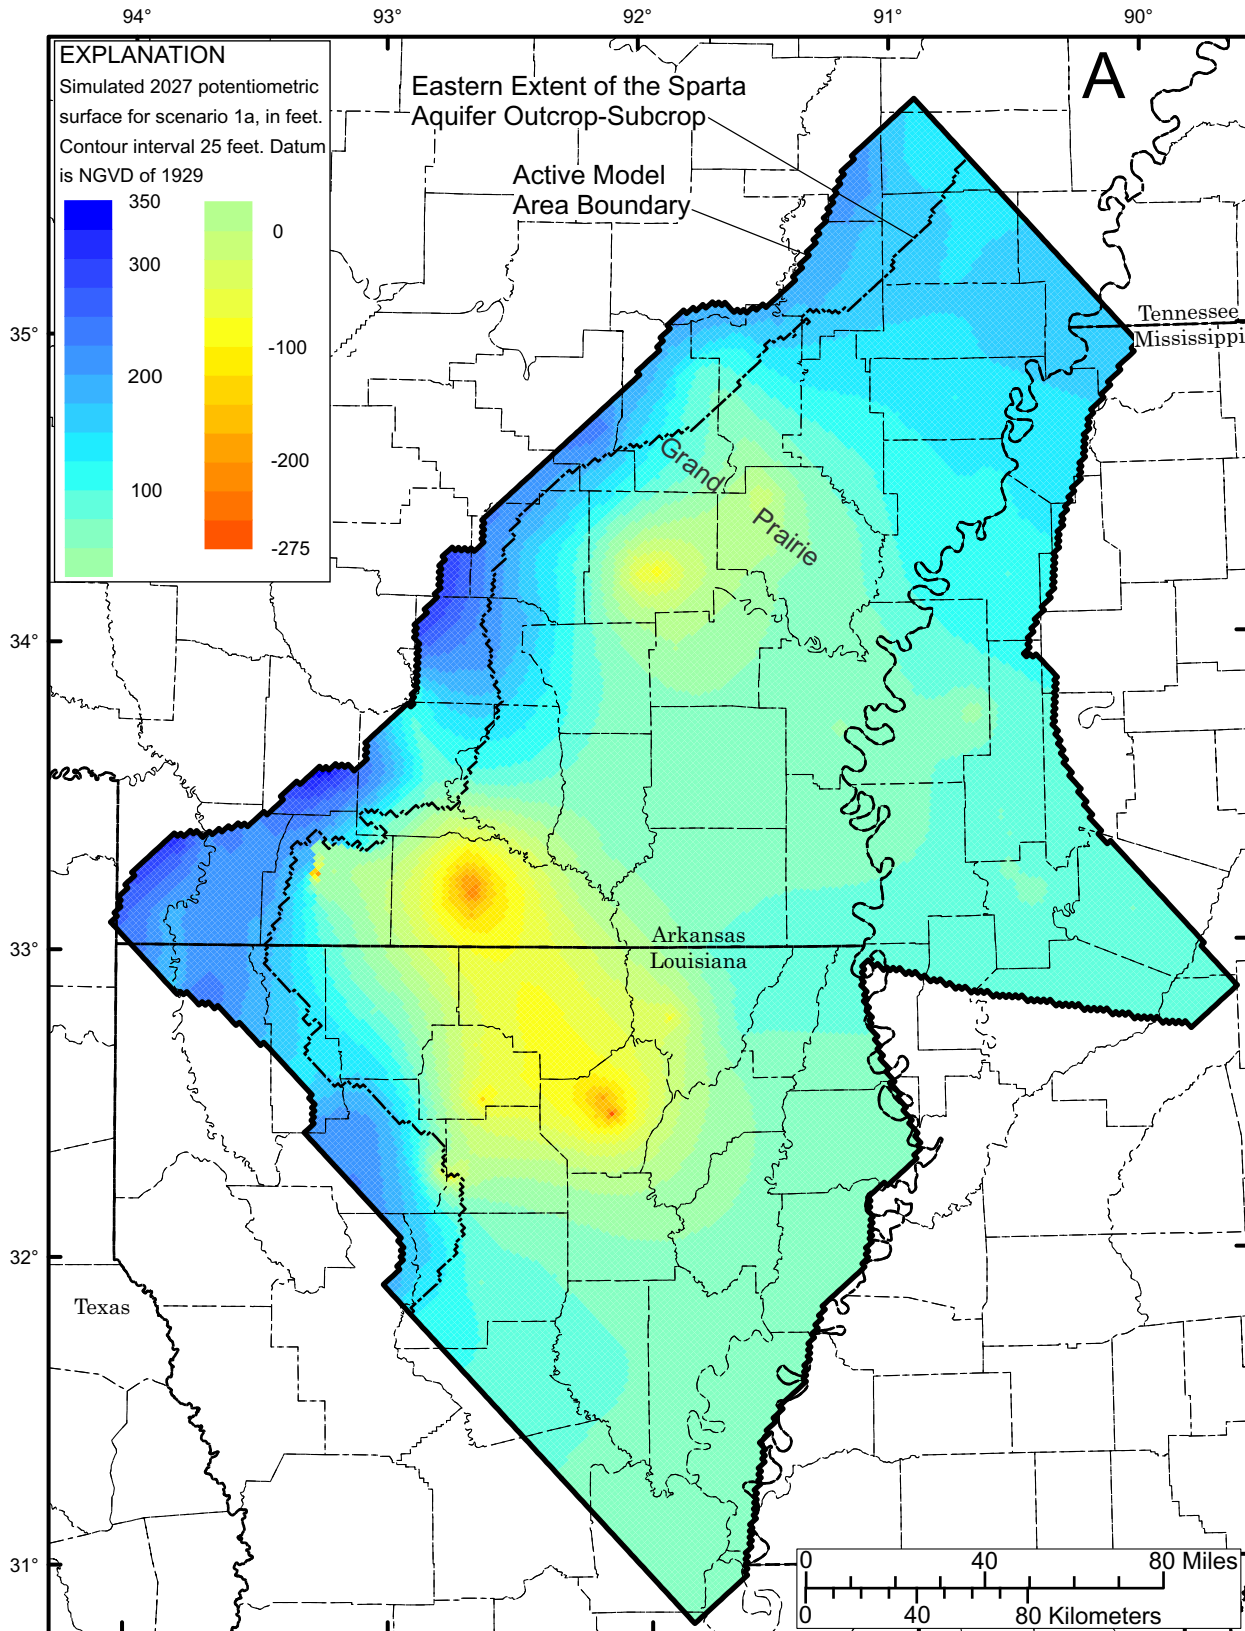 94°
93°
92°
91°
90°
EXPLANATION
Simulated 2027 potentiometric
surface for scenario 1a, in feet.
Contour interval 25 feet. Datum
is NGVD of 1929
350
300
200
100
0
-100
-200
-275
A
Eastern Extent of the Sparta
Aquifer Outcrop-Subcrop
Active Model
Area Boundary
35°
Tennessee
Mississippi
Grand
Prairie
34°
33°
Arkansas
Louisiana
32°
Texas
31°
0
40
80 Miles
0
40
80 Kilometers